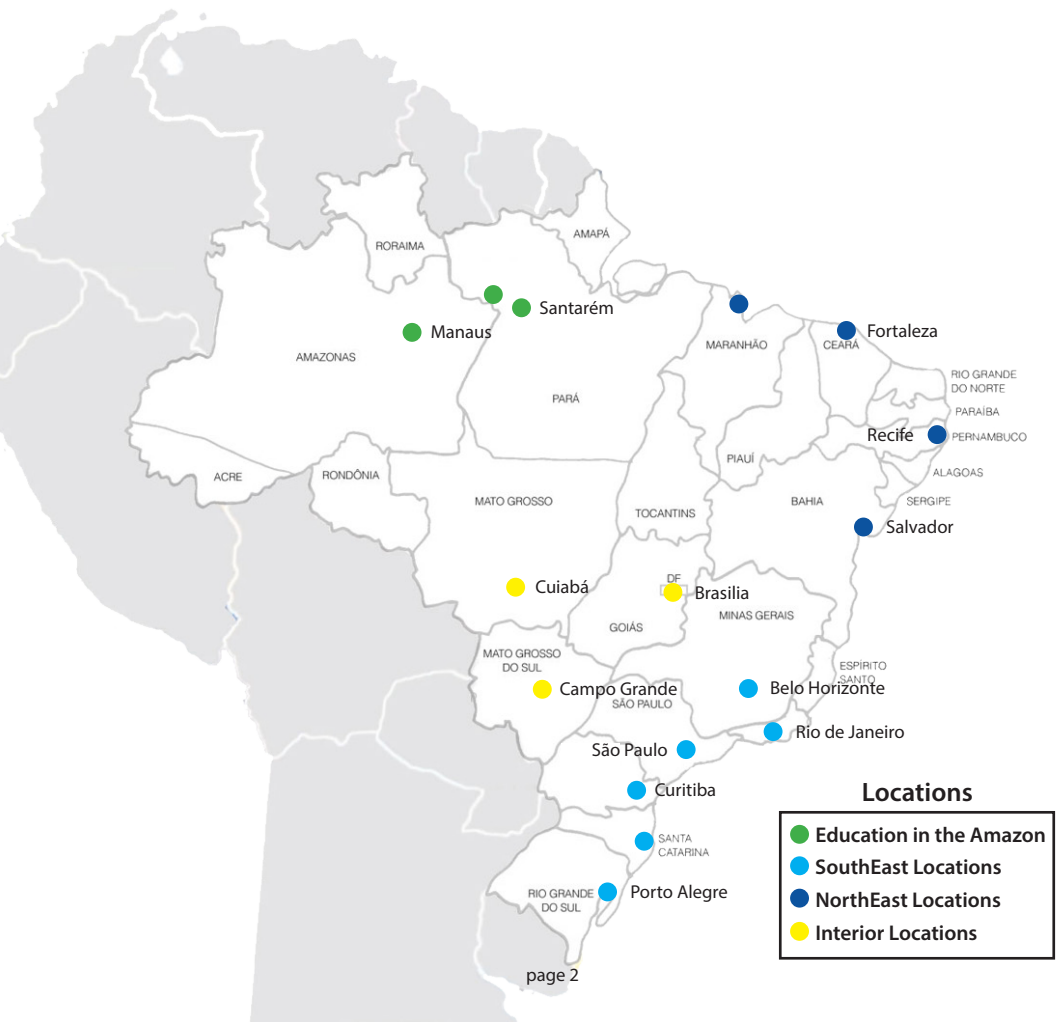 AMAPÁ
RORAIMA
Santarém
Manaus
Fortaleza
MARANHÃO
CEARÁ
AMAZONAS
RIO GRANDE
DO NORTE
PARÁ
PARAÍBA
Recife
PERNAMBUCO
PIAUÍ
ALAGOAS
ACRE
RONDÔNIA
MATO GROSSO
BAHIA
SERGIPE
TOCANTINS
Salvador
DF
Cuiabá
Brasilia
MINAS GERAIS
GOIÁS
MATO GROSSO
DO SUL
ESPÍRITO
SANTO
Campo Grande
Belo Horizonte
SÃO PAULO
Rio de Janeiro
São Paulo
Curitiba
SANTA
CATARINA
RIO GRANDE
DO SUL
Porto Alegre
Locations
Education in the Amazon
SouthEast Locations
NorthEast Locations
Interior Locations
page 2